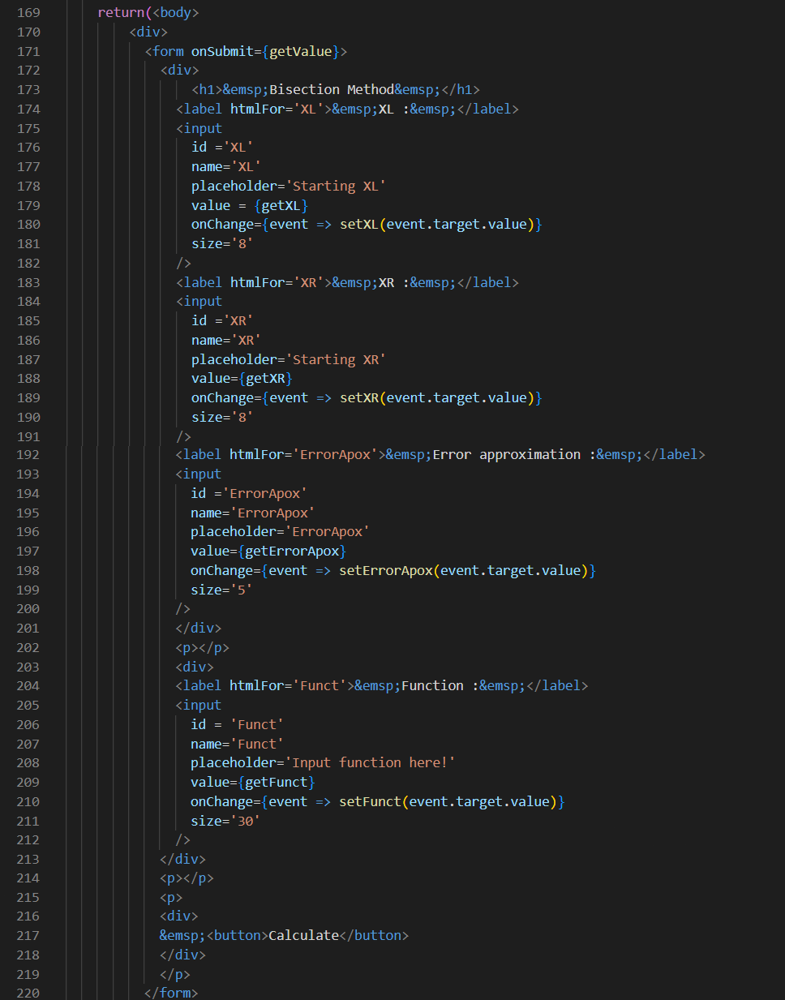 169 return(<body>
170 <div>
171 <form onSubmit={getValue}>
172 <div>
173 <h1>&emsp;Bisection Method&emsp;</h1>
174 <label htmlFor='XL'>&emsp;XL :&emsp;</label>
175 <input
176 id ='XL'
177 name='XL'
178 placeholder='Starting XL'
179 value = {getXL}
180 onChange={event => setXL(event.target.value)}
181 size='8'
182 />
183 <label htmlFor='XR'>&emsp;XR :&emsp;</label>
184 <input
185 id ='XR'
186 name='XR'
187 placeholder='Starting XR'
188 value={getXR}
189 onChange={event => setXR(event.target.value)}
190 size='8'
191 />
192 <label htmlFor='ErrorApox'>&emsp;Error approximation :&emsp;</label>
193 <input
194 id ='ErrorApox'
195 name='ErrorApox'
196 placeholder='ErrorApox'
197 value={getErrorApox}
198 onChange={event => setErrorApox(event.target.value)}
199 size='5'
200 />
201 </div>
202 <p></p>
203 <div>
204 <label htmlFor='Funct'>&emsp;Function :&emsp;</label>
205 <input
206 id = 'Funct'
207 name='Funct'
208 placeholder='Input function here!'
209 value={getFunct}
210 onChange={event => setFunct(event.target.value)}
211 size='30'
212 />
213 </div>
214 <p></p>
215 <p>
216 <div>
217 &emsp;<button>Calculate</button>
218 </div>
219 </p>
220 </form>